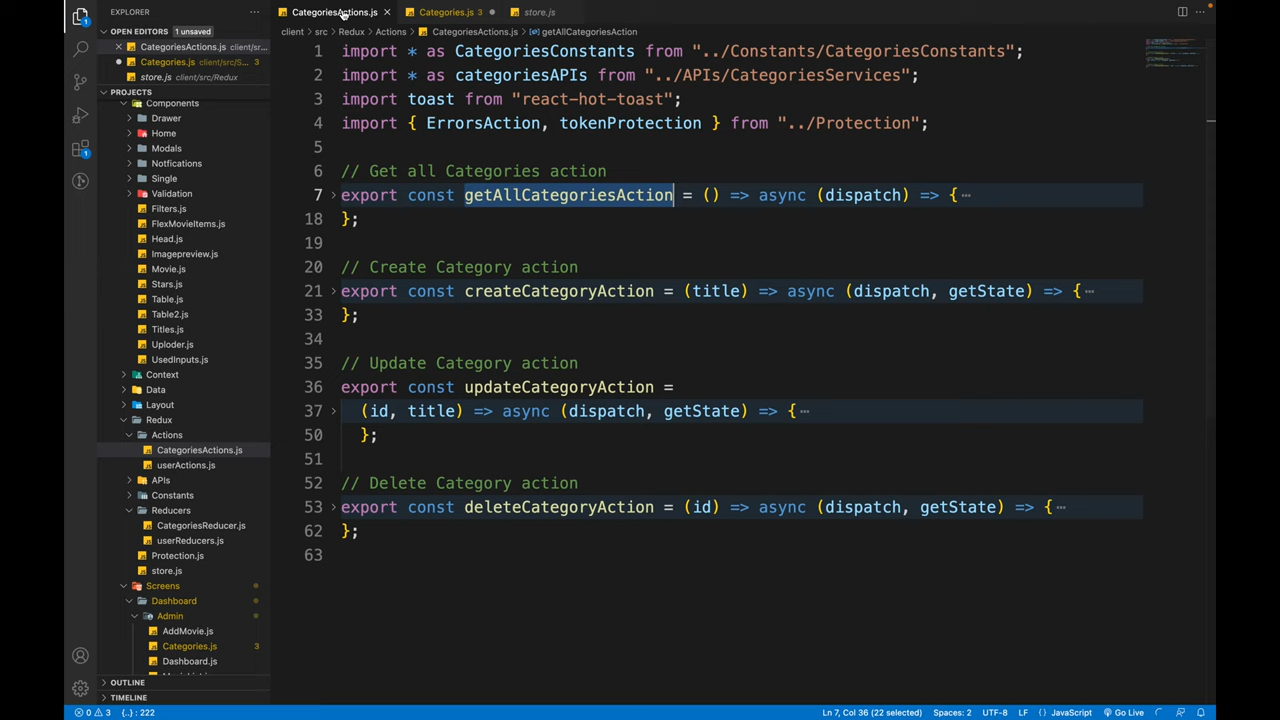 EXPLORER
OPEN EDITORS 1 unsaved
CategoriesActions.js client/src/...
Categories.js client/src/S... 3
store.js client/src/Redux
PROJECTS
Components
Drawer
Home
Modals
Notfications
Single
Validation
Filters.js
FlexMovieItems.js
Head.js
Imagepreview.js
Movie.js
Stars.js
Table.js
Table2.js
Titles.js
Uploder.js
UsedInputs.js
Context
Data
Layout
Redux
Actions
CategoriesActions.js
userActions.js
APIs
Constants
Reducers
CategoriesReducer.js
userReducers.js
Protection.js
store.js
Screens
Dashboard
Admin
AddMovie.js
Categories.js 3
Dashboard.js
OUTLINE
TIMELINE
CategoriesActions.js Categories.js 3 store.js
client > src > Redux > Actions > CategoriesActions.js > getAllCategoriesAction
1 import * as CategoriesConstants from "../Constants/CategoriesConstants";
2 import * as categoriesAPIs from "../APIs/CategoriesServices";
3 import toast from "react-hot-toast";
4 import { ErrorsAction, tokenProtection } from "../Protection";
5
6 // Get all Categories action
7 export const getAllCategoriesAction = () => async (dispatch) => {…
18 };
19
20 // Create Category action
21 export const createCategoryAction = (title) => async (dispatch, getState) => {…
33 };
34
35 // Update Category action
36 export const updateCategoryAction =
37 (id, title) => async (dispatch, getState) => {…
50 };
51
52 // Delete Category action
53 export const deleteCategoryAction = (id) => async (dispatch, getState) => {…
62 };
63
0 3 {..} : 222 Ln 7, Col 36 (22 selected) Spaces: 2 UTF-8 LF {} JavaScript Go Live